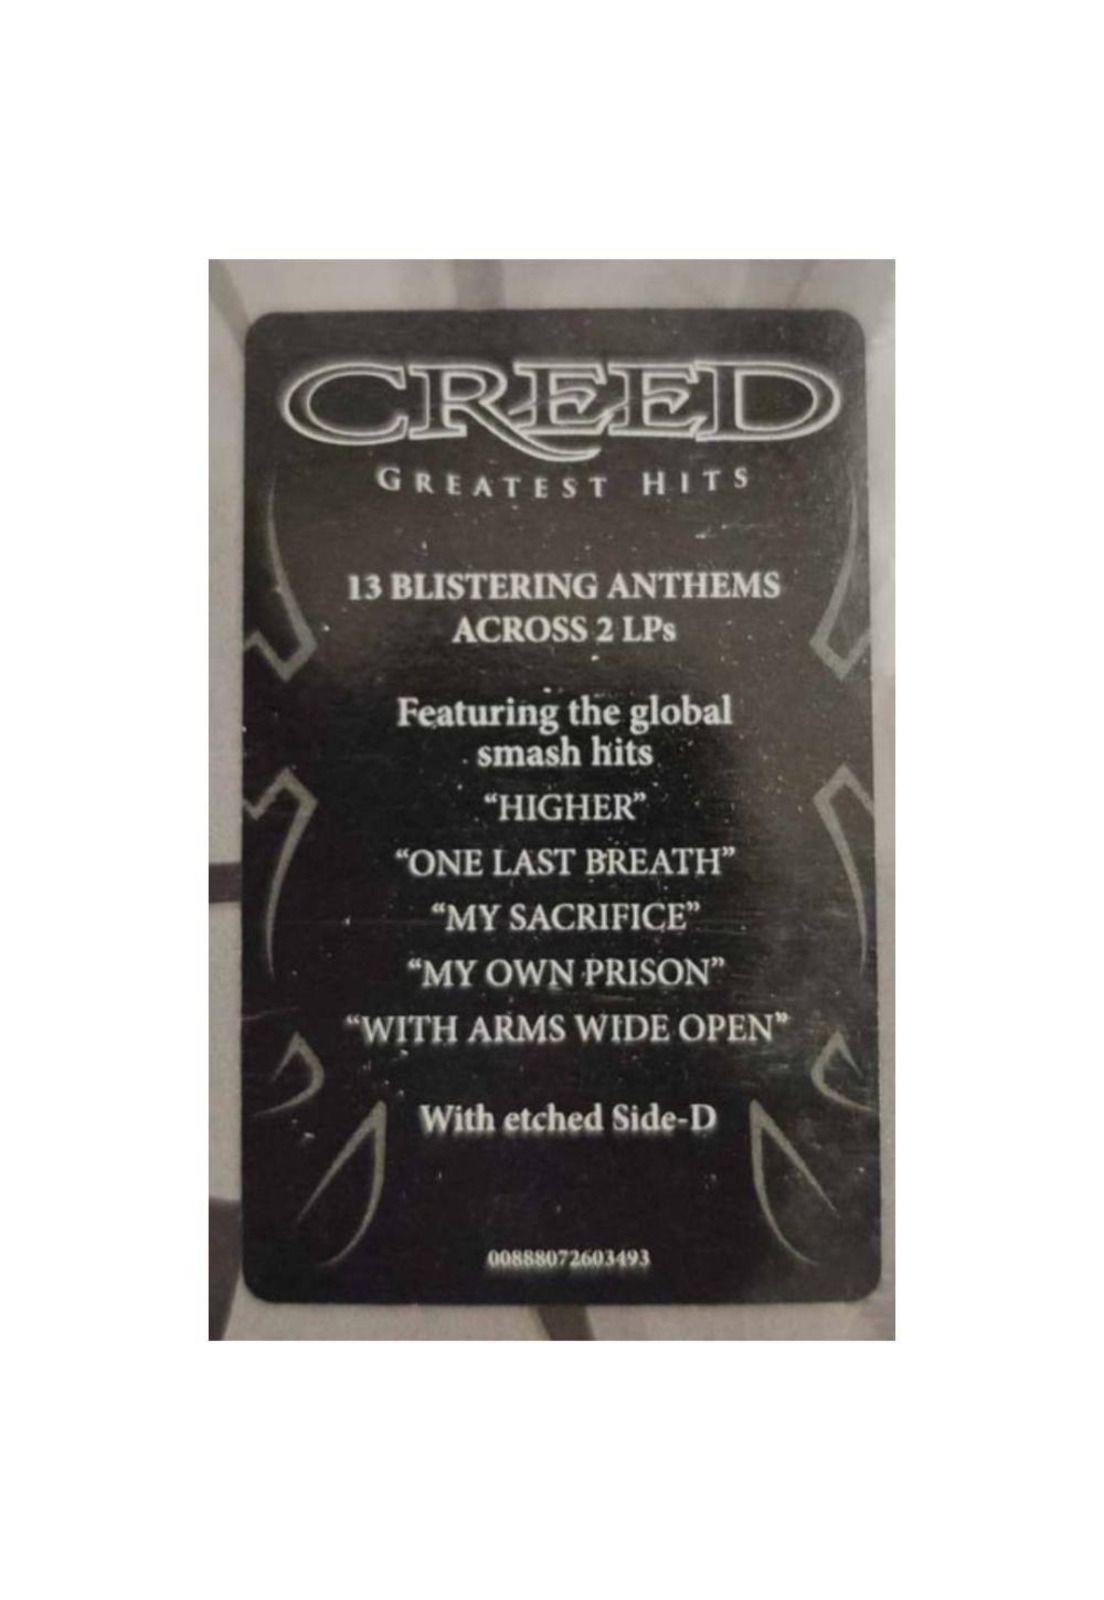 CREED
GREATEST HITS
13 BLISTERING ANTHEMS
ACROSS 2 LPs
Featuring the global
smash hits
“HIGHER”
“ONE LAST BREATH”
“MY SACRIFICE”
“MY OWN PRISON”
“WITH ARMS WIDE OPEN”
With etched Side-D
00888072603493